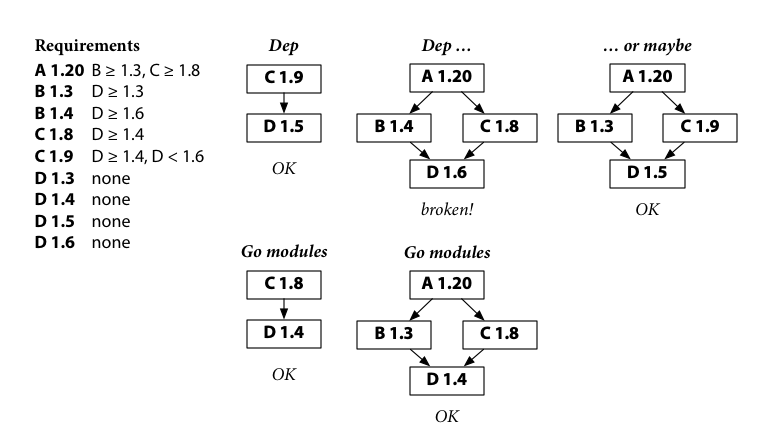 Requirements
A 1.20 B ≥ 1.3, C ≥ 1.8
B 1.3 D ≥ 1.3
B 1.4 D ≥ 1.6
C 1.8 D ≥ 1.4
C 1.9 D ≥ 1.4, D < 1.6
D 1.3 none
D 1.4 none
D 1.5 none
D 1.6 none
Dep
C 1.9
D 1.5
OK
Dep …
A 1.20
B 1.4 C 1.8
D 1.6
broken!
… or maybe
A 1.20
B 1.3 C 1.9
D 1.5
OK
Go modules
C 1.8
D 1.4
OK
Go modules
A 1.20
B 1.3 C 1.8
D 1.4
OK